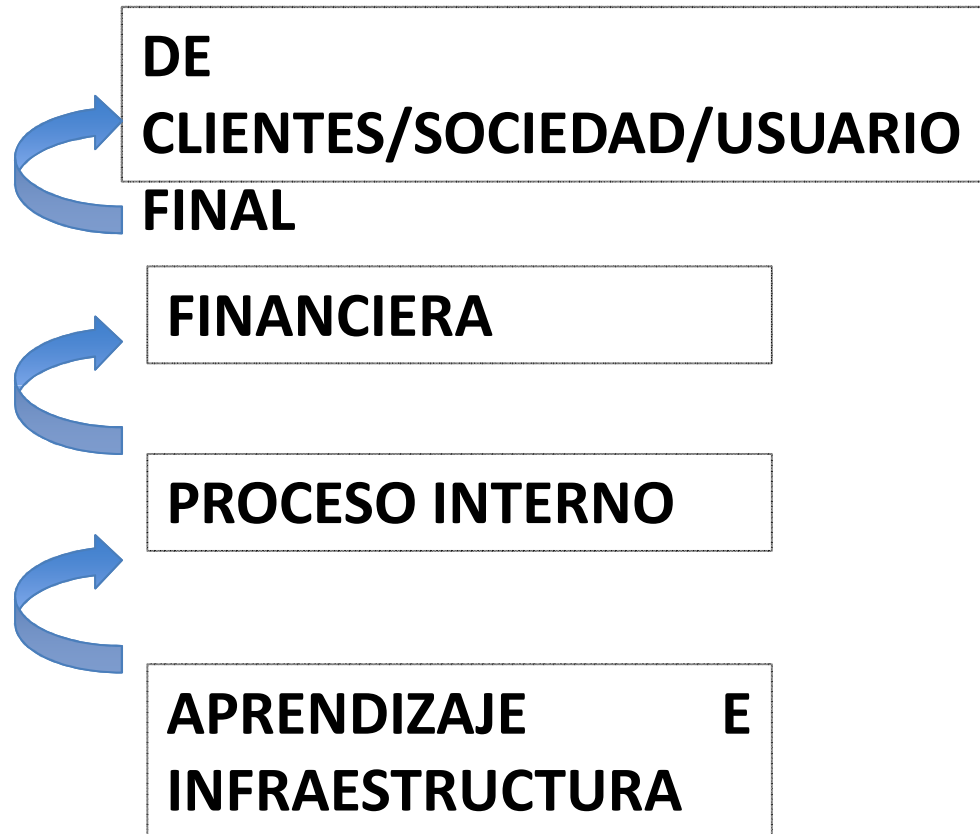 DE
CLIENTES/SOCIEDAD/USUARIO
FINAL
FINANCIERA
PROCESO INTERNO
APRENDIZAJE E
INFRAESTRUCTURA